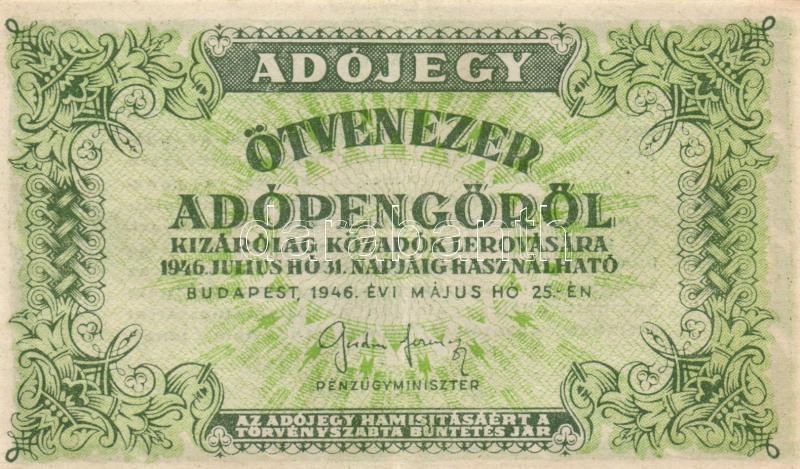 ADÓJEGY
ÖTVENEZER
ADÓPENGŐRŐL
KIZÁRÓLAG KÖZADÓK LEROVÁSÁRA
1946. JULIUS HÓ 31. NAPJÁIG HASZNÁLHATÓ
BUDAPEST, 1946. ÉVI MÁJUS HÓ 25.-ÉN
darabanth
PÉNZÜGYMINISZTER
AZ ADÓJEGY HAMISITÁSÁÉRT A
TÖRVÉNYSZABTA BÜNTETÉS JÁR